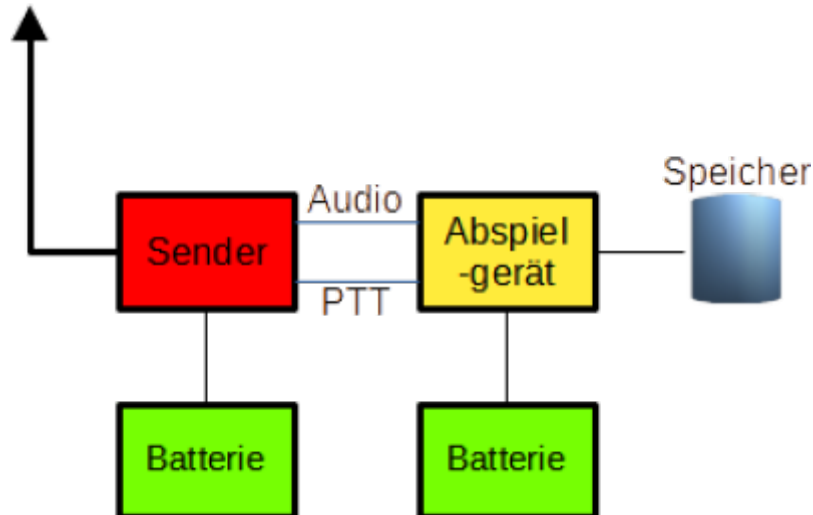 Speicher
Audio
Sender
Abspiel
-gerät
PTT
Batterie
Batterie